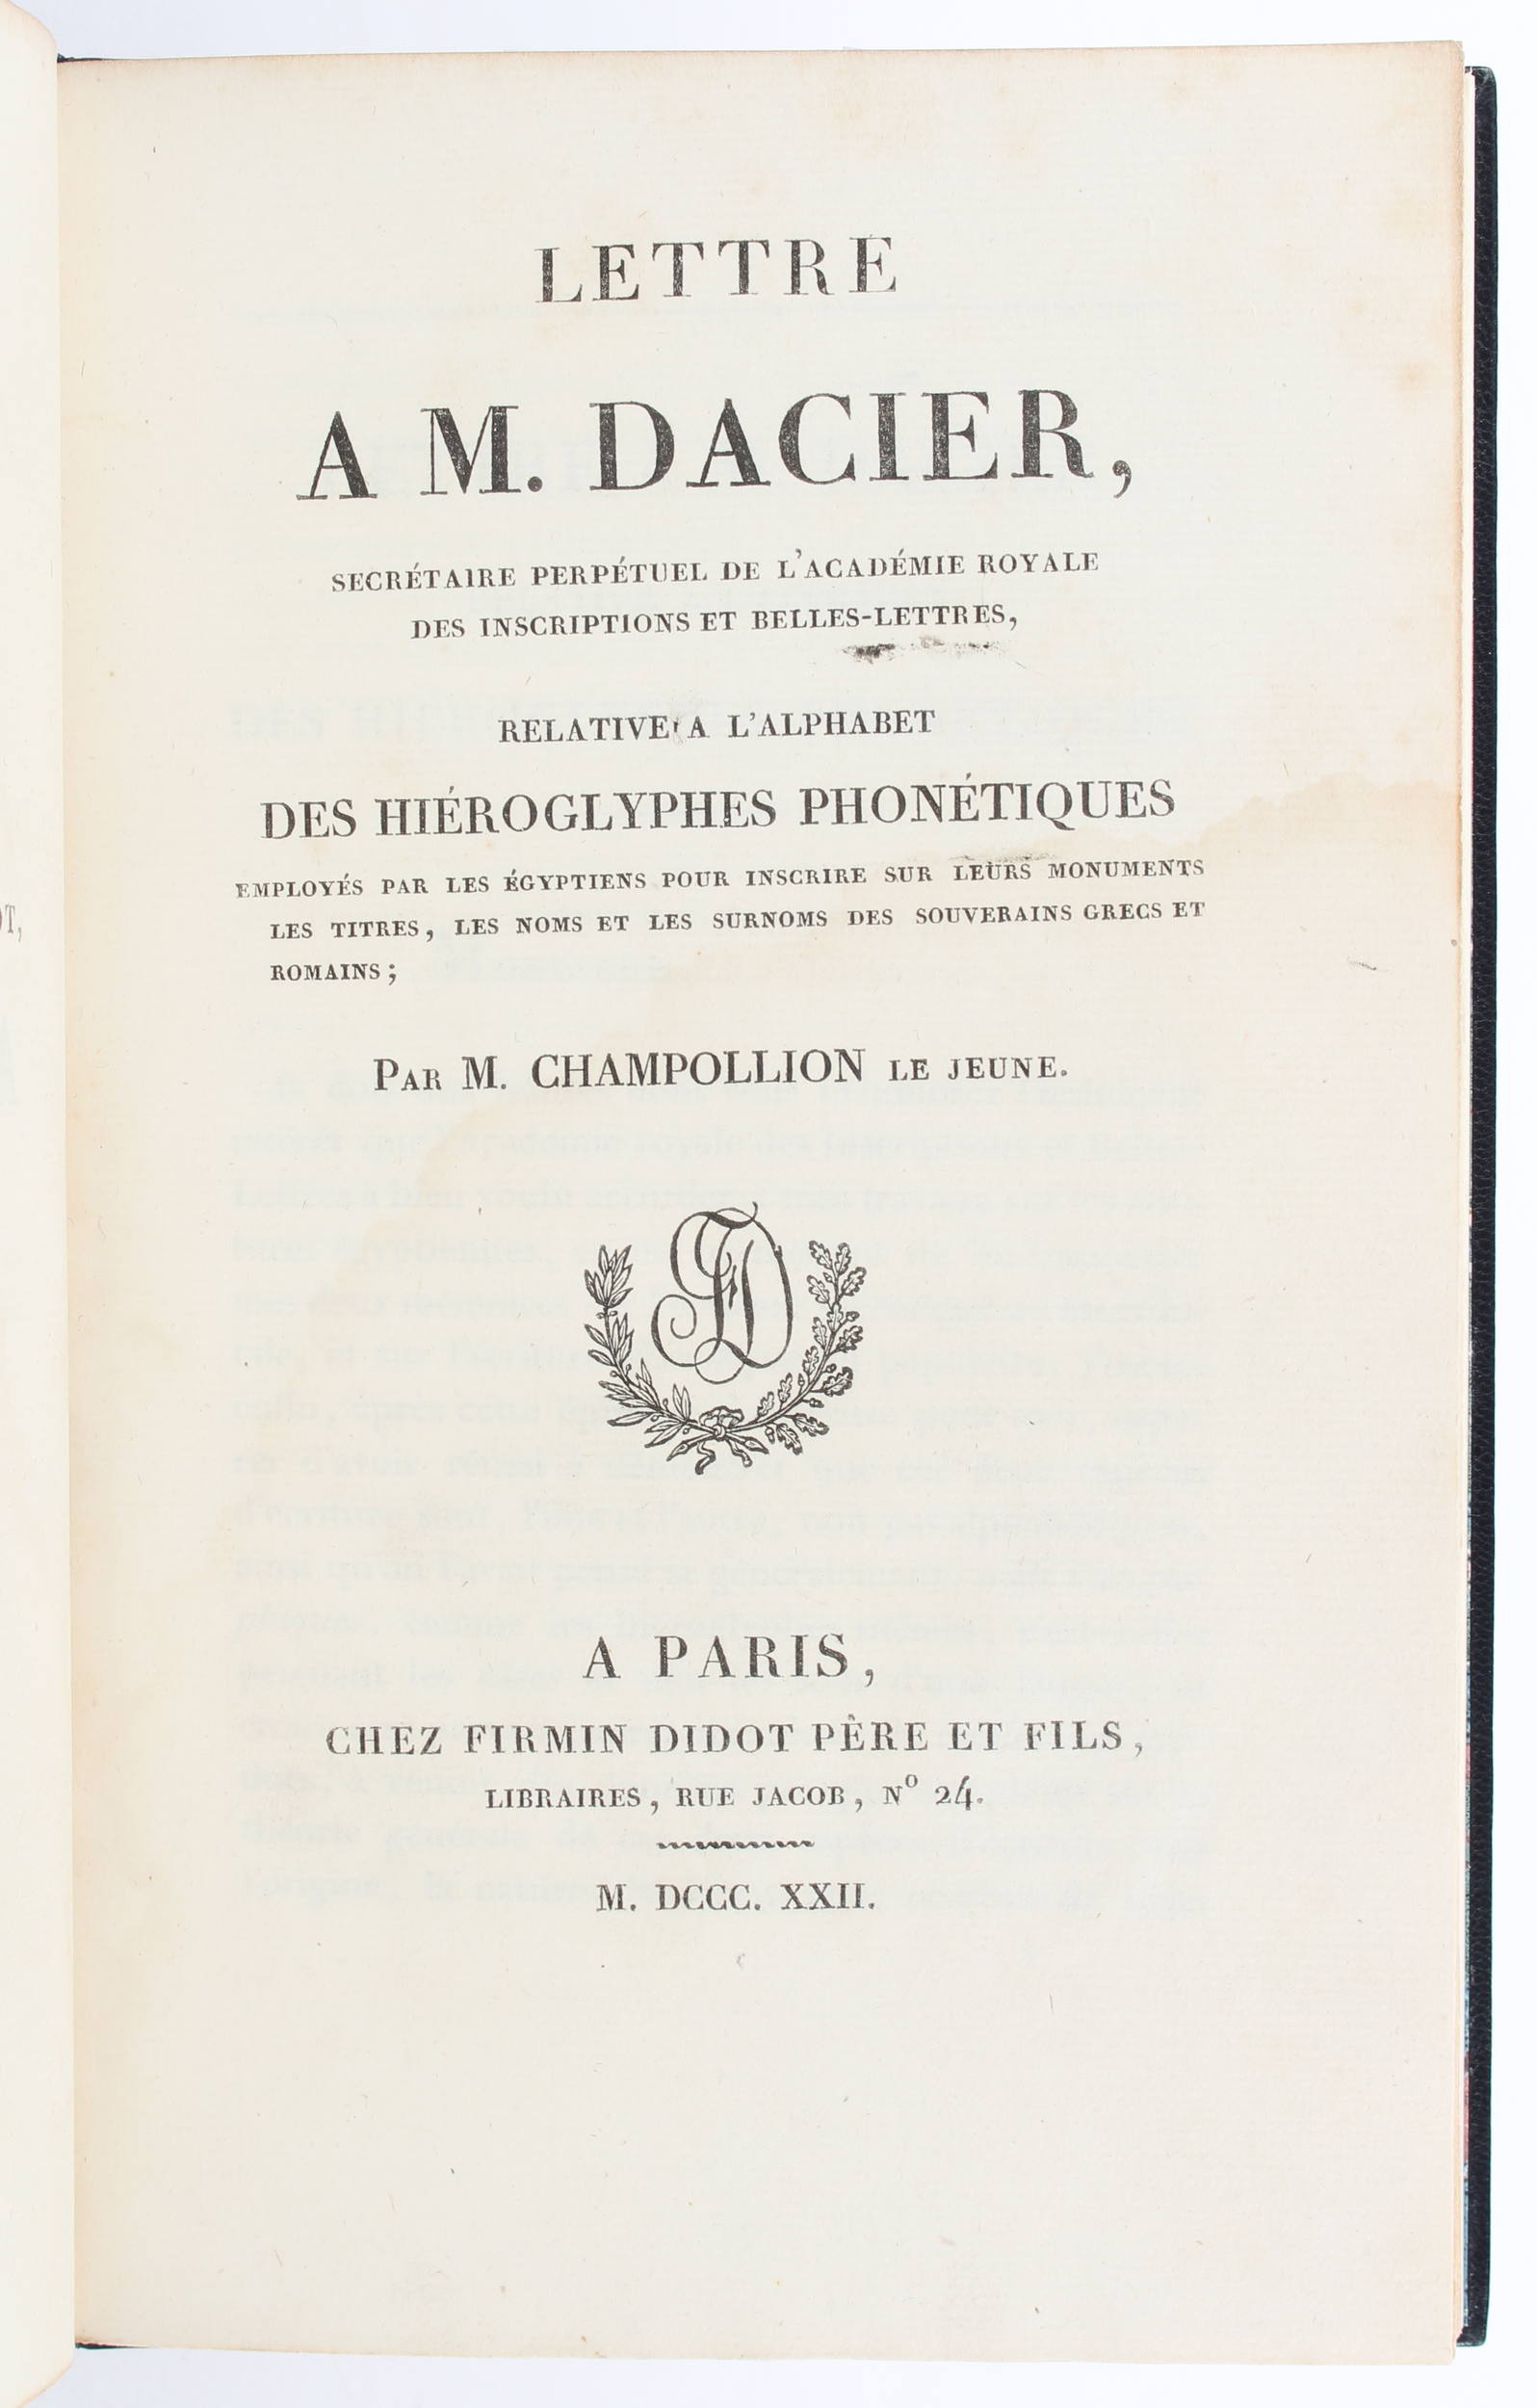 LETTRE
A M. DACIER,
SECRÉTAIRE PERPÉTUEL DE L'ACADÉMIE ROYALE
DES INSCRIPTIONS ET BELLES-LETTRES,
RELATIVE A L'ALPHABET
DES HIÉROGLYPHES PHONÉTIQUES
EMPLOYÉS PAR LES ÉGYPTIENS POUR INSCRIRE SUR LEURS MONUMENTS
LES TITRES, LES NOMS ET LES SURNOMS DES SOUVERAINS GRECS ET
ROMAINS;
PAR M. CHAMPOLLION LE JEUNE.
A PARIS,
CHEZ FIRMIN DIDOT PÈRE ET FILS,
LIBRAIRES, RUE JACOB, Nº 24.
M. DCCC. XXII.